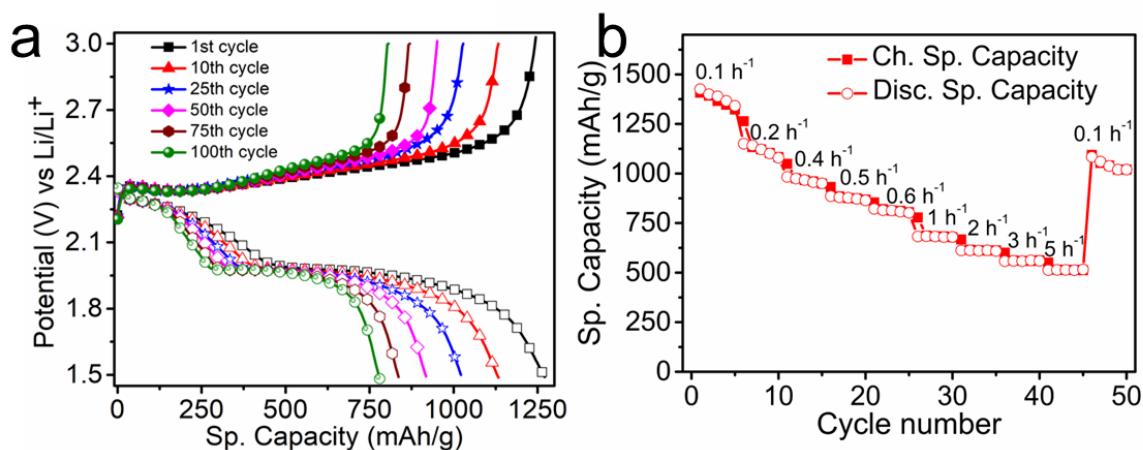 a
Potential (V) vs Li/Li⁺
3.0
2.7
2.4
2.1
1.8
1.5
1st cycle
10th cycle
25th cycle
50th cycle
75th cycle
100th cycle
0 250 500 750 1000 1250
Sp. Capacity (mAh/g)
b
Sp. Capacity (mAh/g)
1500
1250
1000
750
500
250
0
Ch. Sp. Capacity
Disc. Sp. Capacity
0.1 h⁻¹
0.2 h⁻¹
0.4 h⁻¹
0.5 h⁻¹
0.6 h⁻¹
1 h⁻¹
2 h⁻¹
3 h⁻¹
5 h⁻¹
0.1 h⁻¹
0 10 20 30 40 50
Cycle number